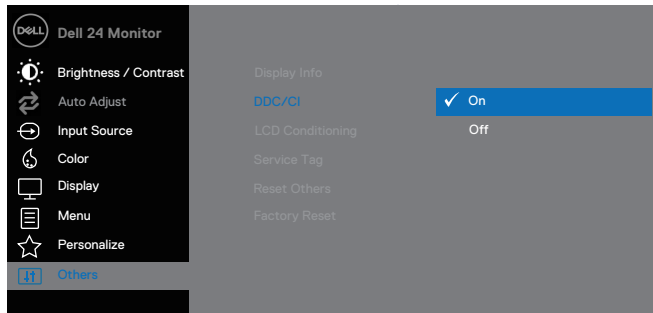 DELL
Dell 24 Monitor
Brightness / Contrast
Display Info
Auto Adjust
DDC/CI
On
Input Source
LCD Conditioning
Off
Color
Service Tag
Display
Reset Others
Menu
Factory Reset
Personalize
Others